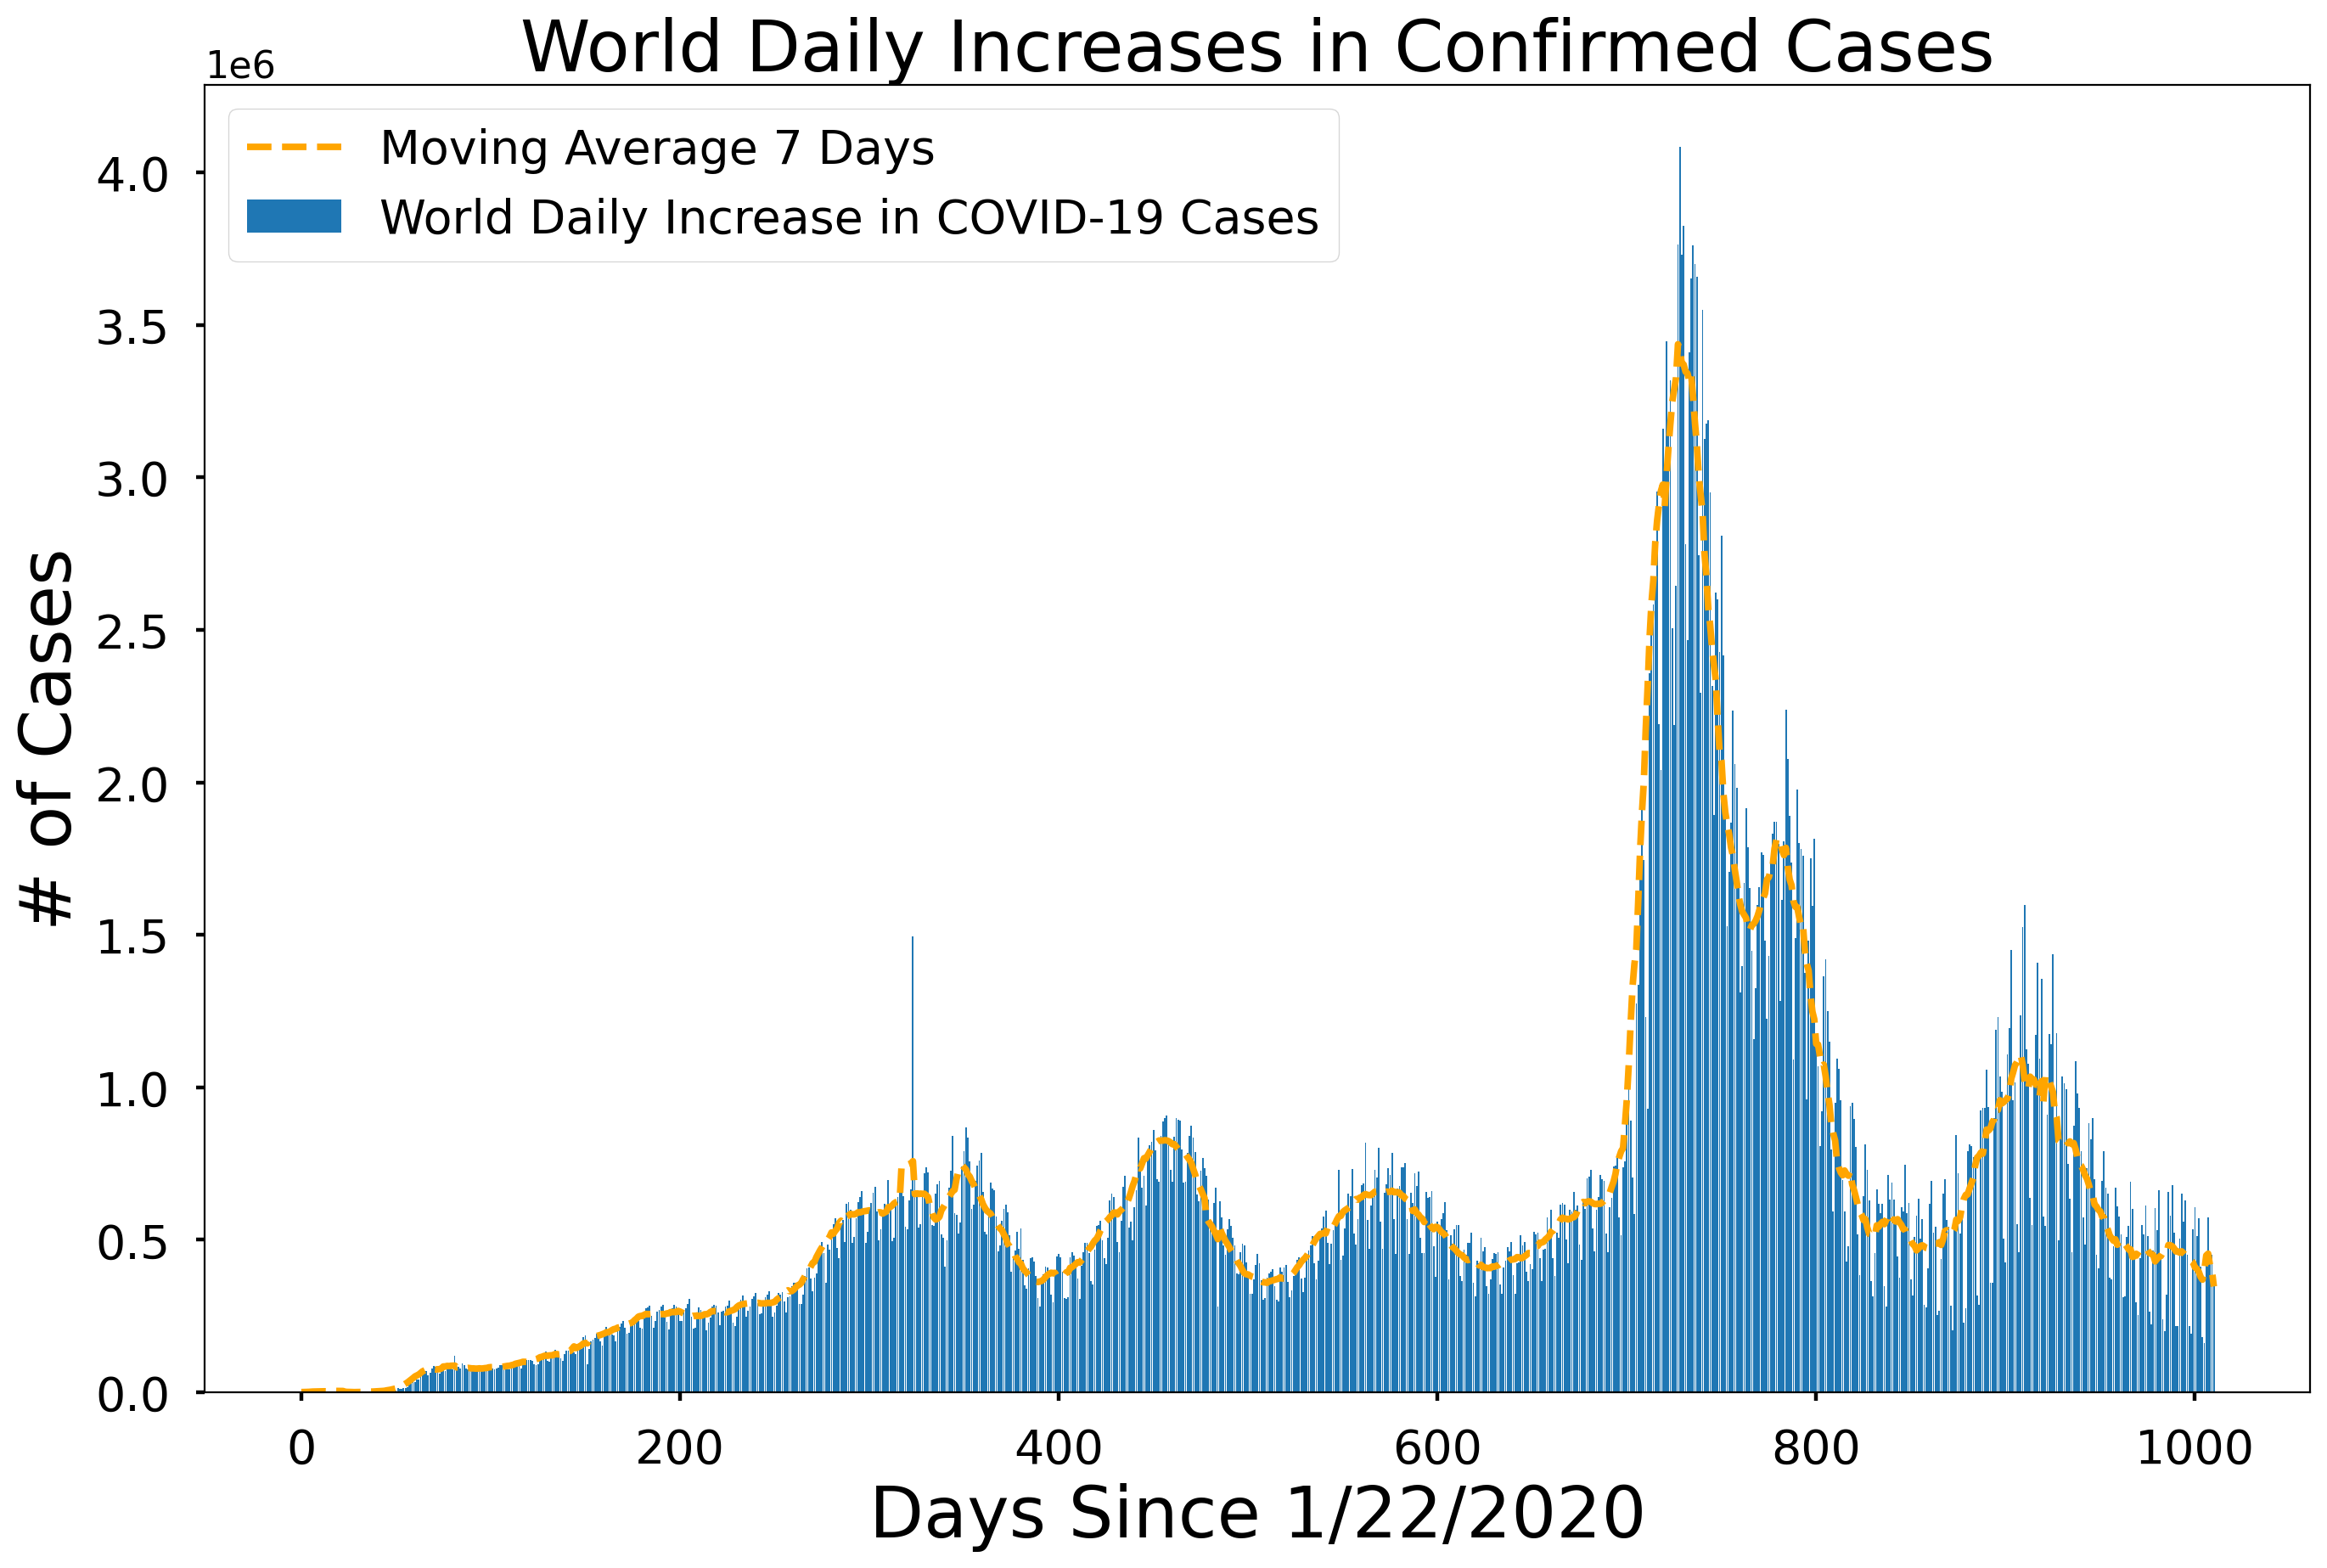 World Daily Increases in Confirmed Cases
1e6
Moving Average 7 Days
World Daily Increase in COVID-19 Cases
4.0
3.5
3.0
2.5
2.0
1.5
1.0
0.5
0.0
# of Cases
0 200 400 600 800 1000
Days Since 1/22/2020